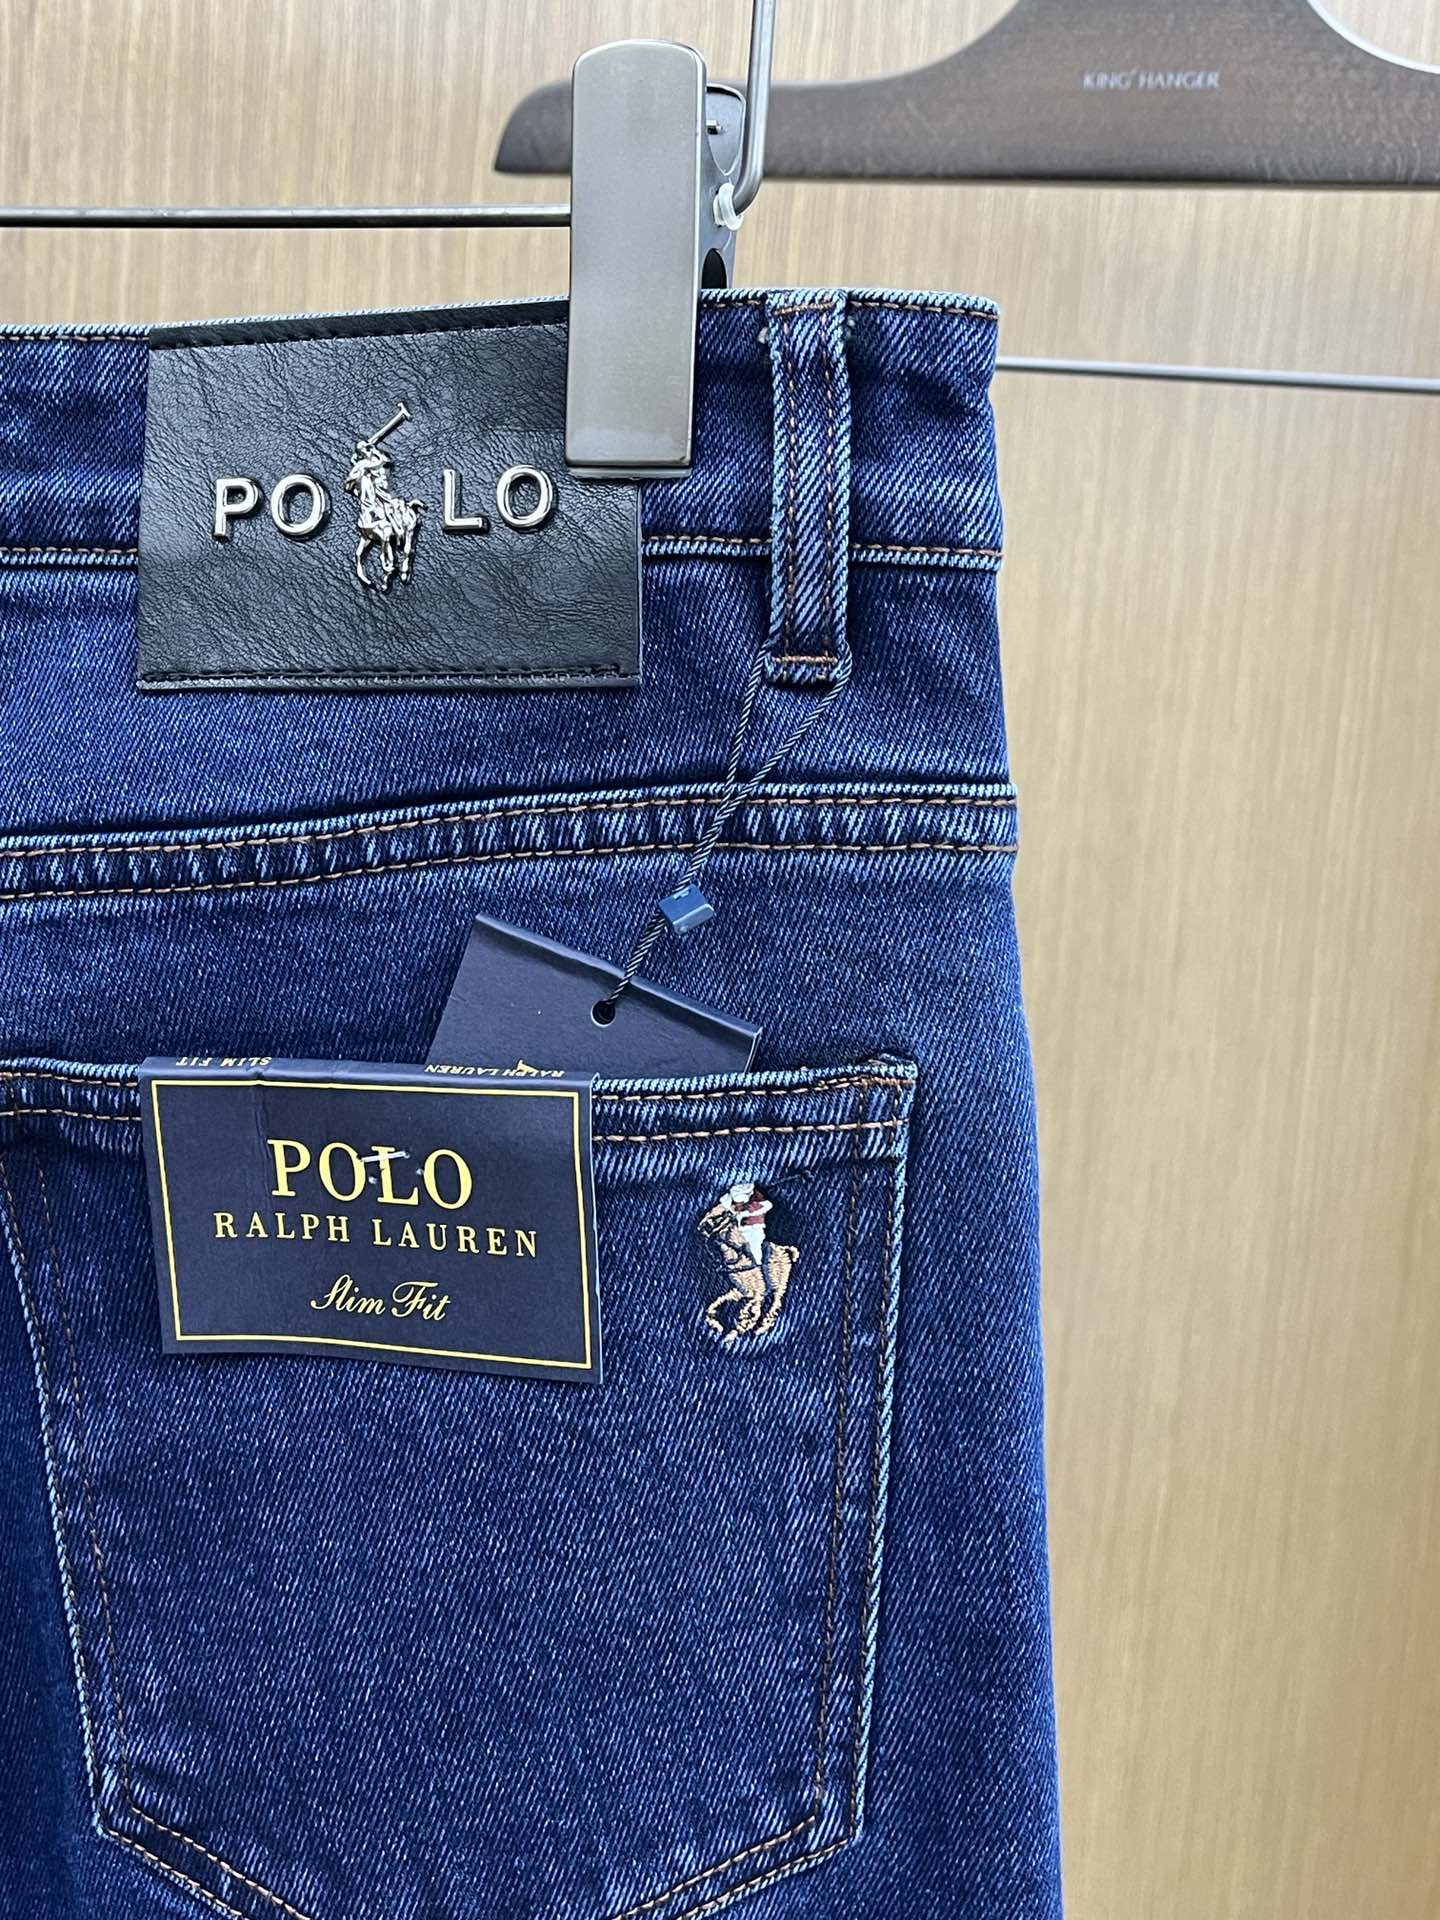 KING HANGER
PO LO
SLIM FIT RALPH LAUREN
POLO
RALPH LAUREN
Slim Fit